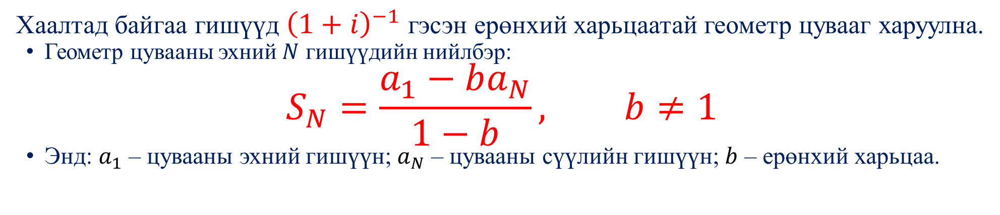 Хаалтад байгаа гишүүд (1 + i)⁻¹ гэсэн ерөнхий харьцаатай геометр цувааг харуулна.
• Геометр цувааны эхний N гишүүдийн нийлбэр:
S_N = (a₁ − ba_N) / (1 − b), b ≠ 1
• Энд: a₁ – цувааны эхний гишүүн; a_N – цувааны сүүлийн гишүүн; b – ерөнхий харьцаа.